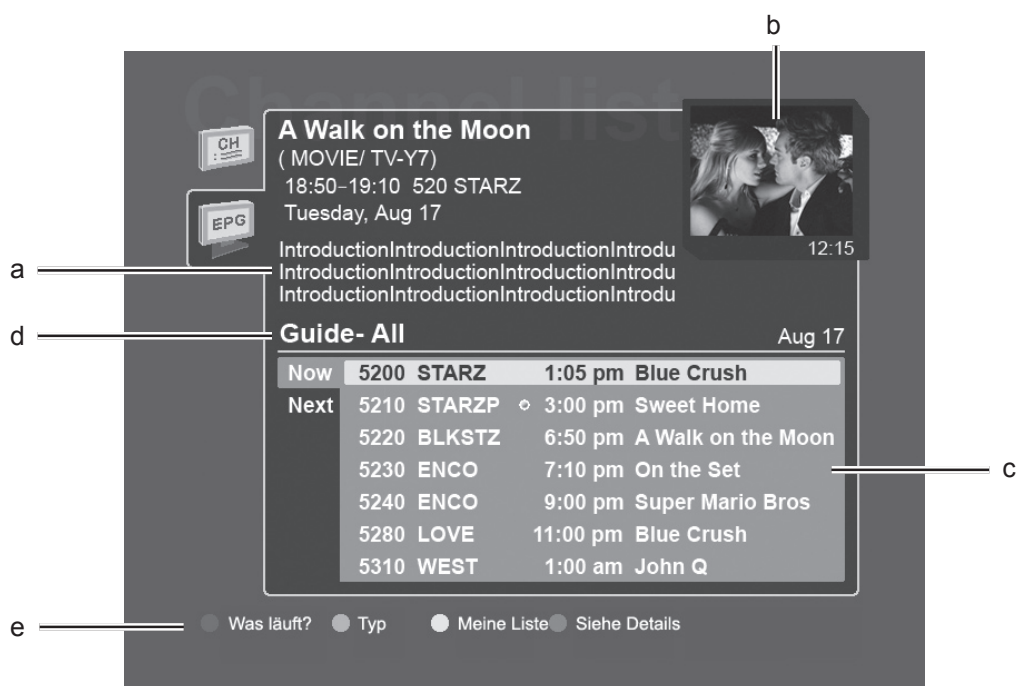 b
Channel list
CH
A Walk on the Moon
( MOVIE/ TV-Y7)
18:50-19:10 520 STARZ
Tuesday, Aug 17
EPG
12:15
IntroductionIntroductionIntroductionIntrodu
a IntroductionIntroductionIntroductionIntrodu
IntroductionIntroductionIntroductionIntrodu
d Guide- All Aug 17
Now 5200 STARZ 1:05 pm Blue Crush
Next 5210 STARZP 3:00 pm Sweet Home
5220 BLKSTZ 6:50 pm A Walk on the Moon
5230 ENCO 7:10 pm On the Set c
5240 ENCO 9:00 pm Super Mario Bros
5280 LOVE 11:00 pm Blue Crush
5310 WEST 1:00 am John Q
e Was läuft? Typ Meine Liste Siehe Details